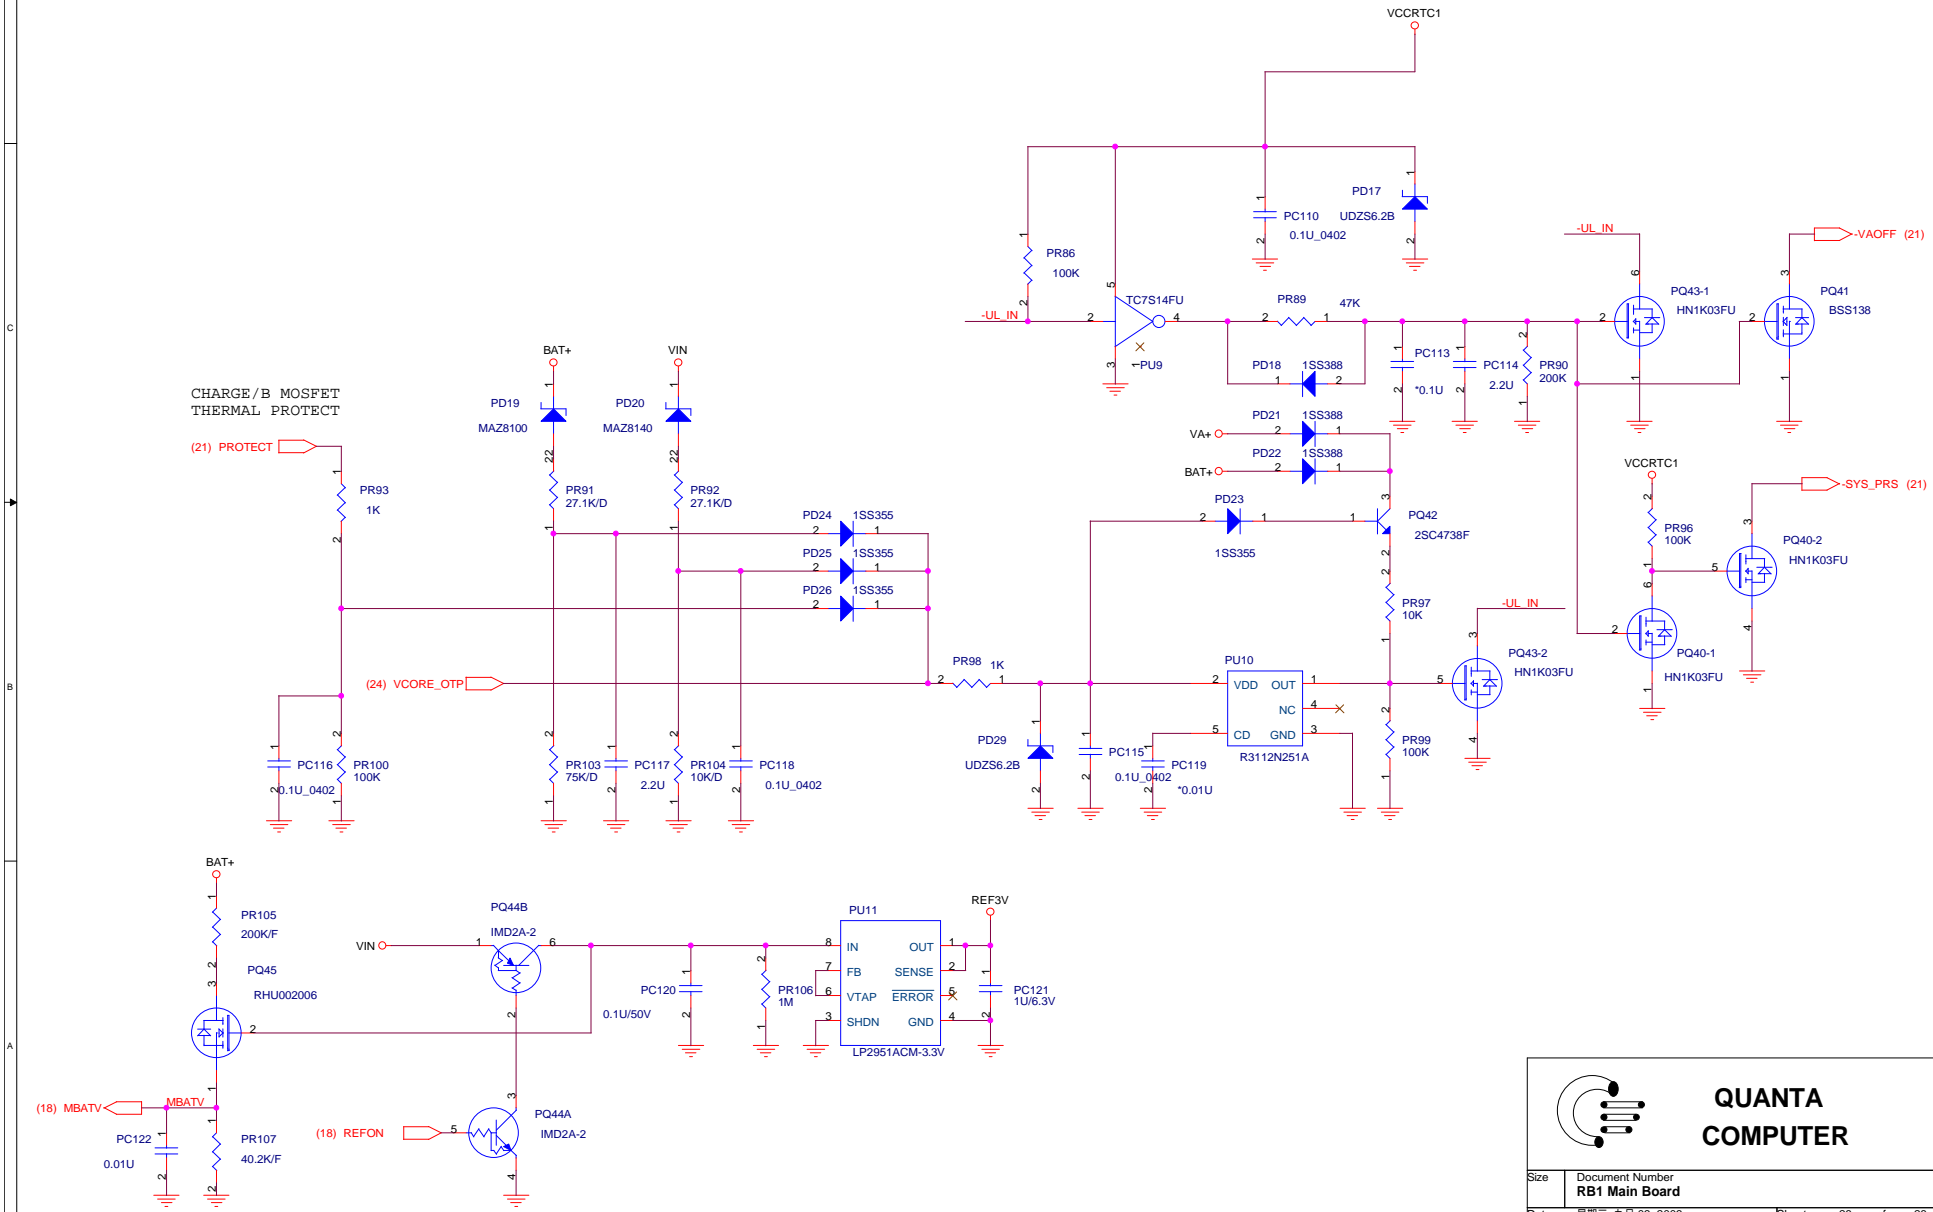 VCCRTC1
PD17
UDZS6.2B
PC110
0.1U_0402
PR86
100K
-UL_IN
TC7S14FU
PU9
PR89
47K
PD18
1SS388
PC113
*0.1U
PC114
2.2U
PR90
200K
-UL_IN
PQ43-1
HN1K03FU
-VAOFF (21)
PQ41
BSS138
CHARGE/B MOSFET
THERMAL PROTECT
(21) PROTECT
PR93
1K
BAT+
PD19
MAZ8100
PR91
27.1K/D
VIN
PD20
MAZ8140
PR92
27.1K/D
PD24
1SS355
PD25
1SS355
PD26
1SS355
VA+
PD21
1SS388
BAT+
PD22
1SS388
PD23
1SS355
PQ42
2SC4738F
PR97
10K
VCCRTC1
PR96
100K
-SYS_PRS (21)
PQ40-2
HN1K03FU
PQ40-1
HN1K03FU
-UL_IN
PQ43-2
HN1K03FU
(24) VCORE_OTP
PR98
1K
PU10
VDD
OUT
NC
CD
GND
R3112N251A
PD29
UDZS6.2B
PC115
0.1U_0402
PC119
*0.01U
PR99
100K
PC116
0.1U_0402
PR100
100K
PR103
75K/D
PC117
2.2U
PR104
10K/D
PC118
0.1U_0402
BAT+
PR105
200K/F
PQ45
RHU002006
VIN
PQ44B
IMD2A-2
PC120
0.1U/50V
PR106
1M
PU11
IN
OUT
FB
SENSE
VTAP
ERROR
SHDN
GND
LP2951ACM-3.3V
REF3V
PC121
1U/6.3V
(18) MBATV
MBATV
PC122
0.01U
PR107
40.2K/F
(18) REFON
PQ44A
IMD2A-2
QUANTA
COMPUTER
Size
Document Number
RB1 Main Board
C
B
A